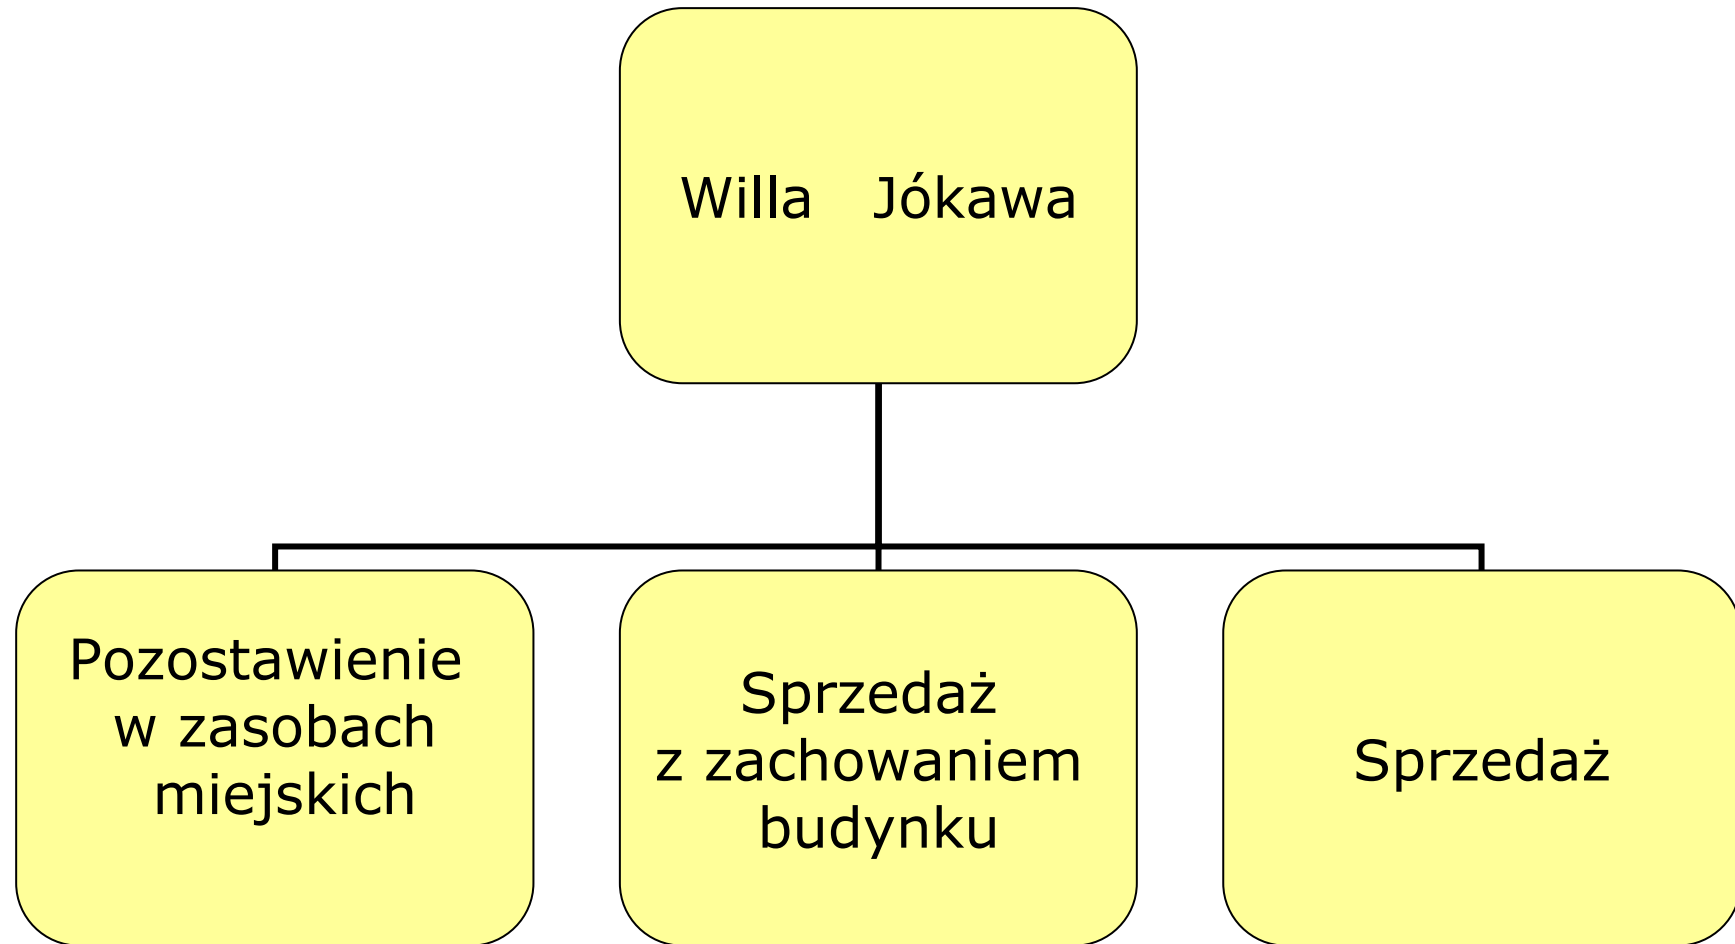 Willa Jókawa
Pozostawienie
w zasobach
miejskich
Sprzedaż
z zachowaniem
budynku
Sprzedaż